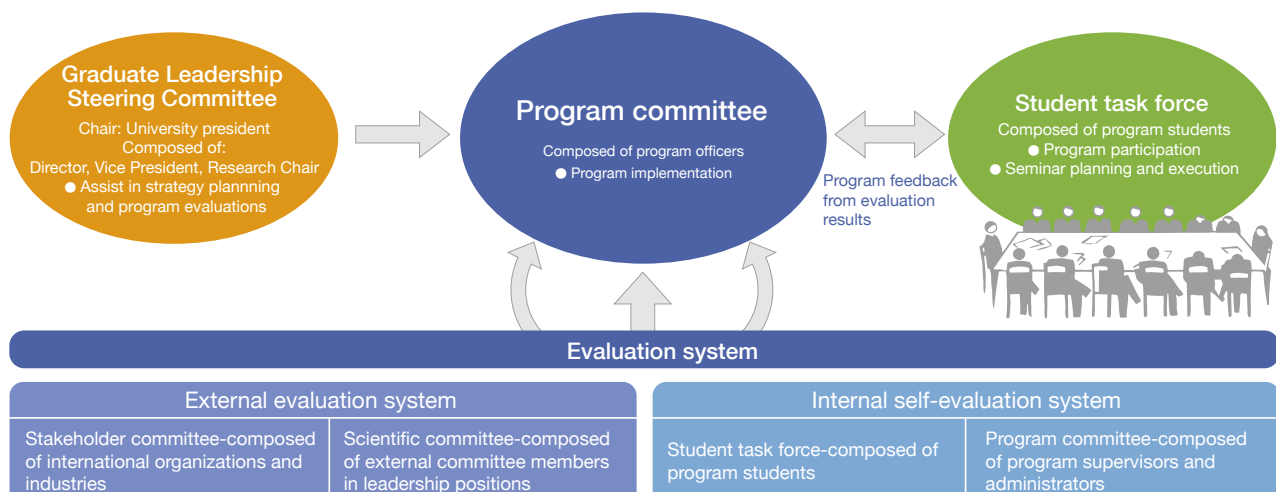 Graduate Leadership
Steering Committee
Chair: University president
Composed of:
Director, Vice President, Research Chair
● Assist in strategy plannning
and program evaluations
Program committee
Composed of program officers
● Program implementation
Program feedback
from evaluation
results
Student task force
Composed of program students
● Program participation
● Seminar planning and execution
Evaluation system
External evaluation system
Stakeholder committee-composed
of international organizations and
industries
Scientific committee-composed
of external committee members
in leadership positions
Internal self-evaluation system
Student task force-composed of
program students
Program committee-composed
of program supervisors and
administrators